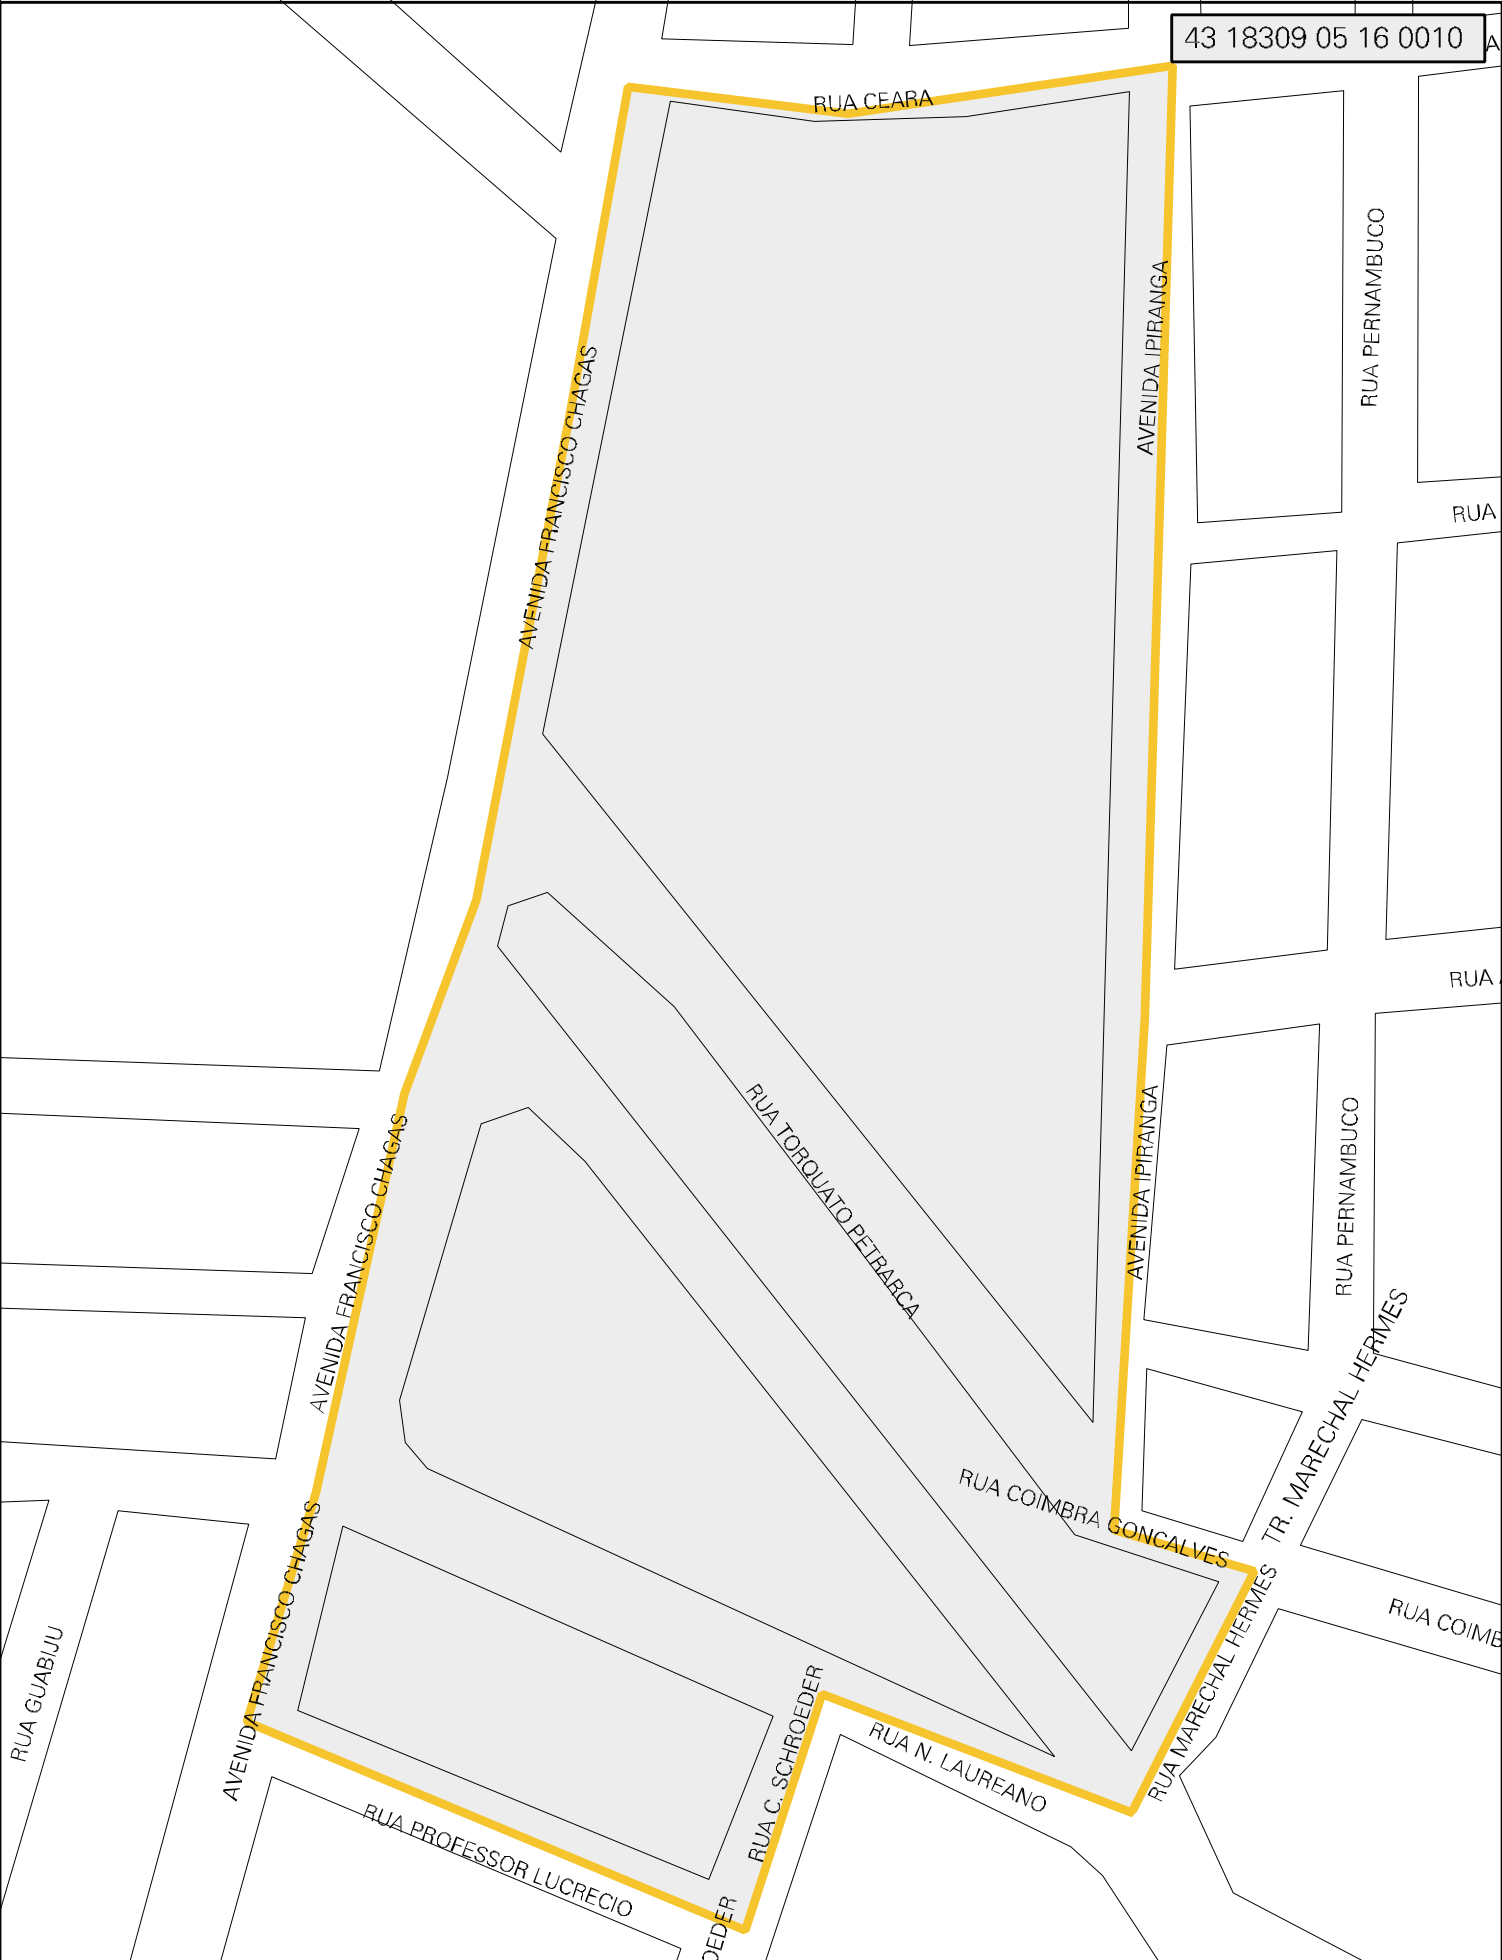 43 18309 05 16 0010
A
RUA CEARA
RUA PERNAMBUCO
AVENIDA IPIRANGA
AVENIDA FRANCISCO CHAGAS
RUA
RUA
RUA TORQUATO PETRARCA
AVENIDA IPIRANGA
RUA PERNAMBUCO
AVENIDA FRANCISCO CHAGAS
TR. MARECHAL HERMES
RUA COIMBRA GONCALVES
AVENIDA FRANCISCO CHAGAS
RUA MARECHAL HERMES
RUA COIMB
RUA GUABIJU
RUA C. SCHROEDER
RUA N. LAUREANO
RUA PROFESSOR LUCRECIO
OEDER